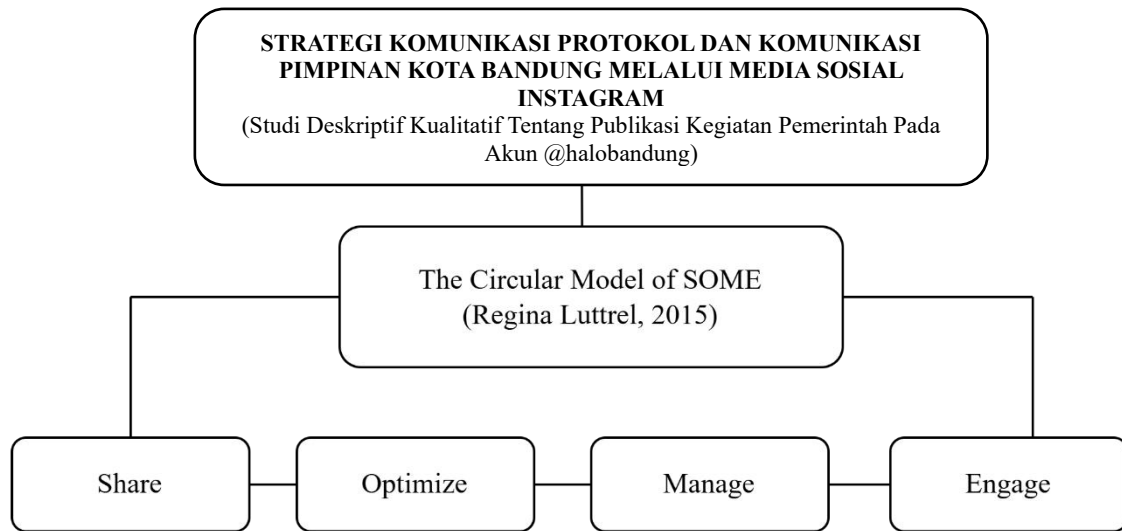 STRATEGI KOMUNIKASI PROTOKOL DAN KOMUNIKASI
PIMPINAN KOTA BANDUNG MELALUI MEDIA SOSIAL
INSTAGRAM
(Studi Deskriptif Kualitatif Tentang Publikasi Kegiatan Pemerintah Pada
Akun @halobandung)
The Circular Model of SOME
(Regina Luttrel, 2015)
Share
Optimize
Manage
Engage